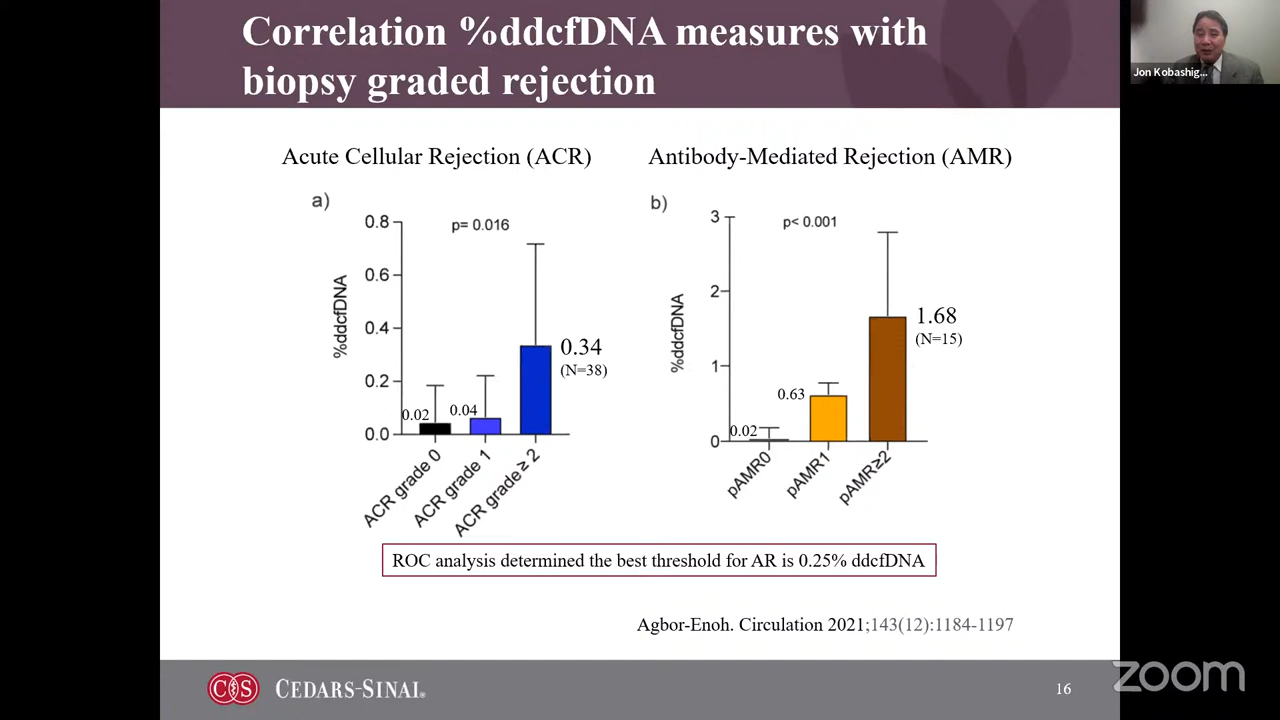 Correlation %ddcfDNA measures with
biopsy graded rejection
Jon Kobashig...
Acute Cellular Rejection (ACR)
a)
p= 0.016
%ddcfDNA
0.8
0.6
0.4
0.2
0.0
0.02
0.04
0.34
(N=38)
ACR grade 0
ACR grade 1
ACR grade ≥ 2
Antibody-Mediated Rejection (AMR)
b)
p< 0.001
%ddcfDNA
3
2
1
0
0.02
0.63
1.68
(N=15)
pAMR0
pAMR1
pAMR≥2
ROC analysis determined the best threshold for AR is 0.25% ddcfDNA
Agbor-Enoh. Circulation 2021;143(12):1184-1197
CS CEDARS-SINAI®
16
zoom